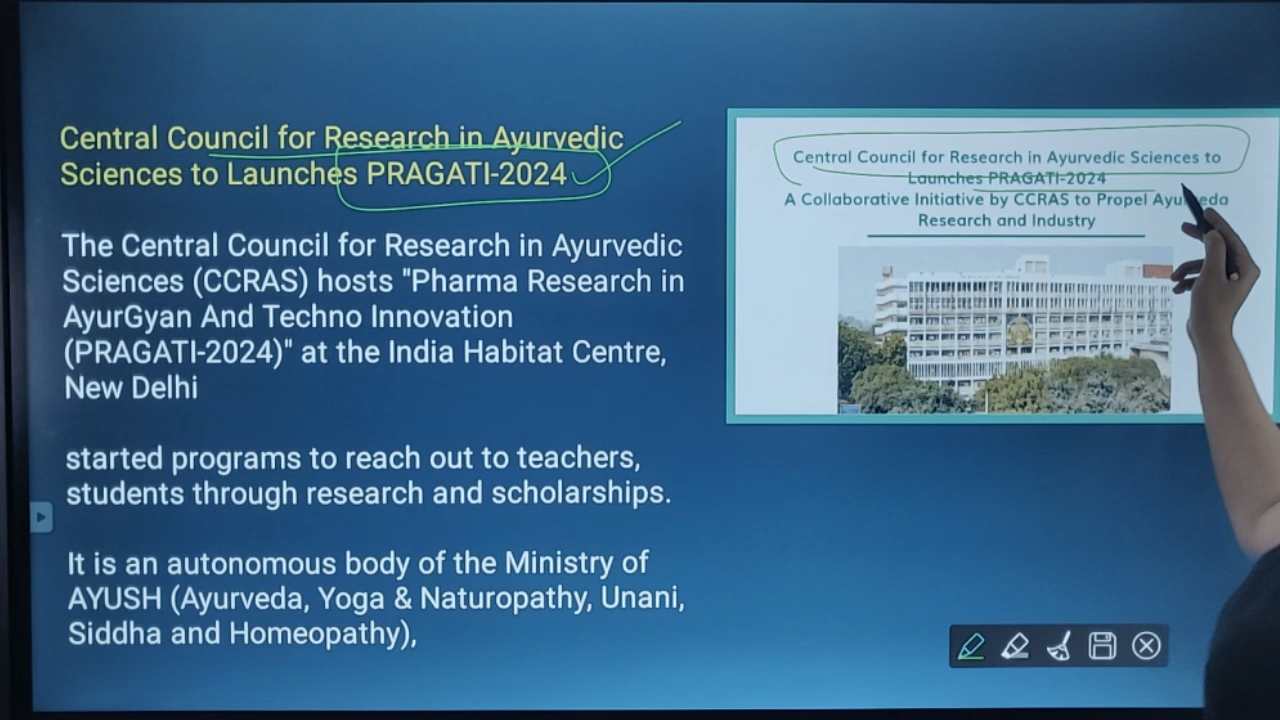 Central Council for Research in Ayurvedic
Sciences to Launches PRAGATI-2024
The Central Council for Research in Ayurvedic
Sciences (CCRAS) hosts "Pharma Research in
AyurGyan And Techno Innovation
(PRAGATI-2024)" at the India Habitat Centre,
New Delhi
started programs to reach out to teachers,
students through research and scholarships.
It is an autonomous body of the Ministry of
AYUSH (Ayurveda, Yoga & Naturopathy, Unani,
Siddha and Homeopathy),
Central Council for Research in Ayurvedic Sciences to
Launches PRAGATI-2024
A Collaborative Initiative by CCRAS to Propel Ayurveda
Research and Industry